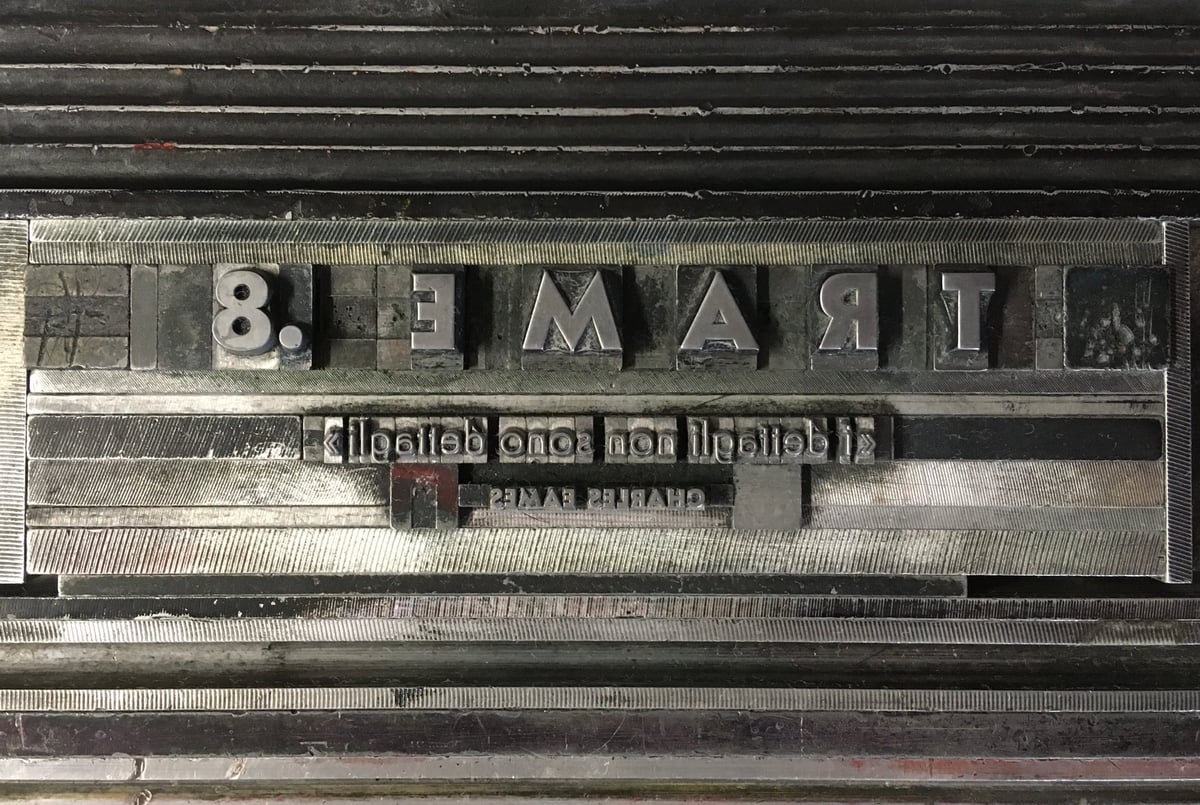 TRAME .8
«i dettagli non sono dettagli»
CHARLES EAMES